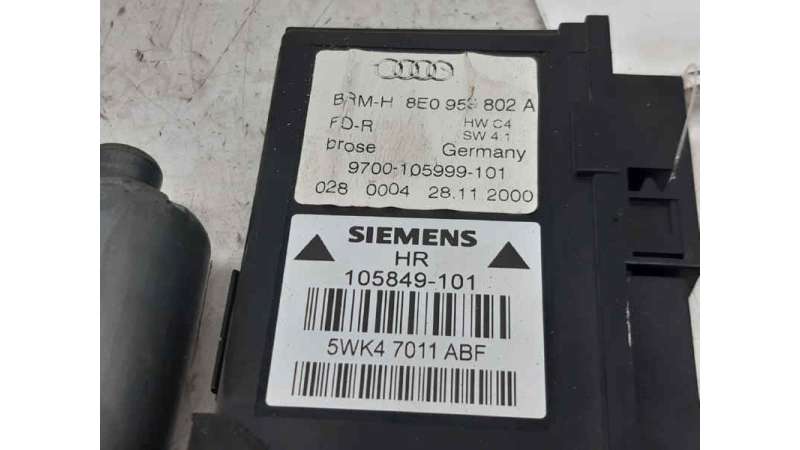 BRM-H 8E0 959 802 A
FD-R HW C4
SW 4.1
brose Germany
9700-105999-101
028 0004 28.11.2000
SIEMENS
HR
105849-101
5WK4 7011 ABF